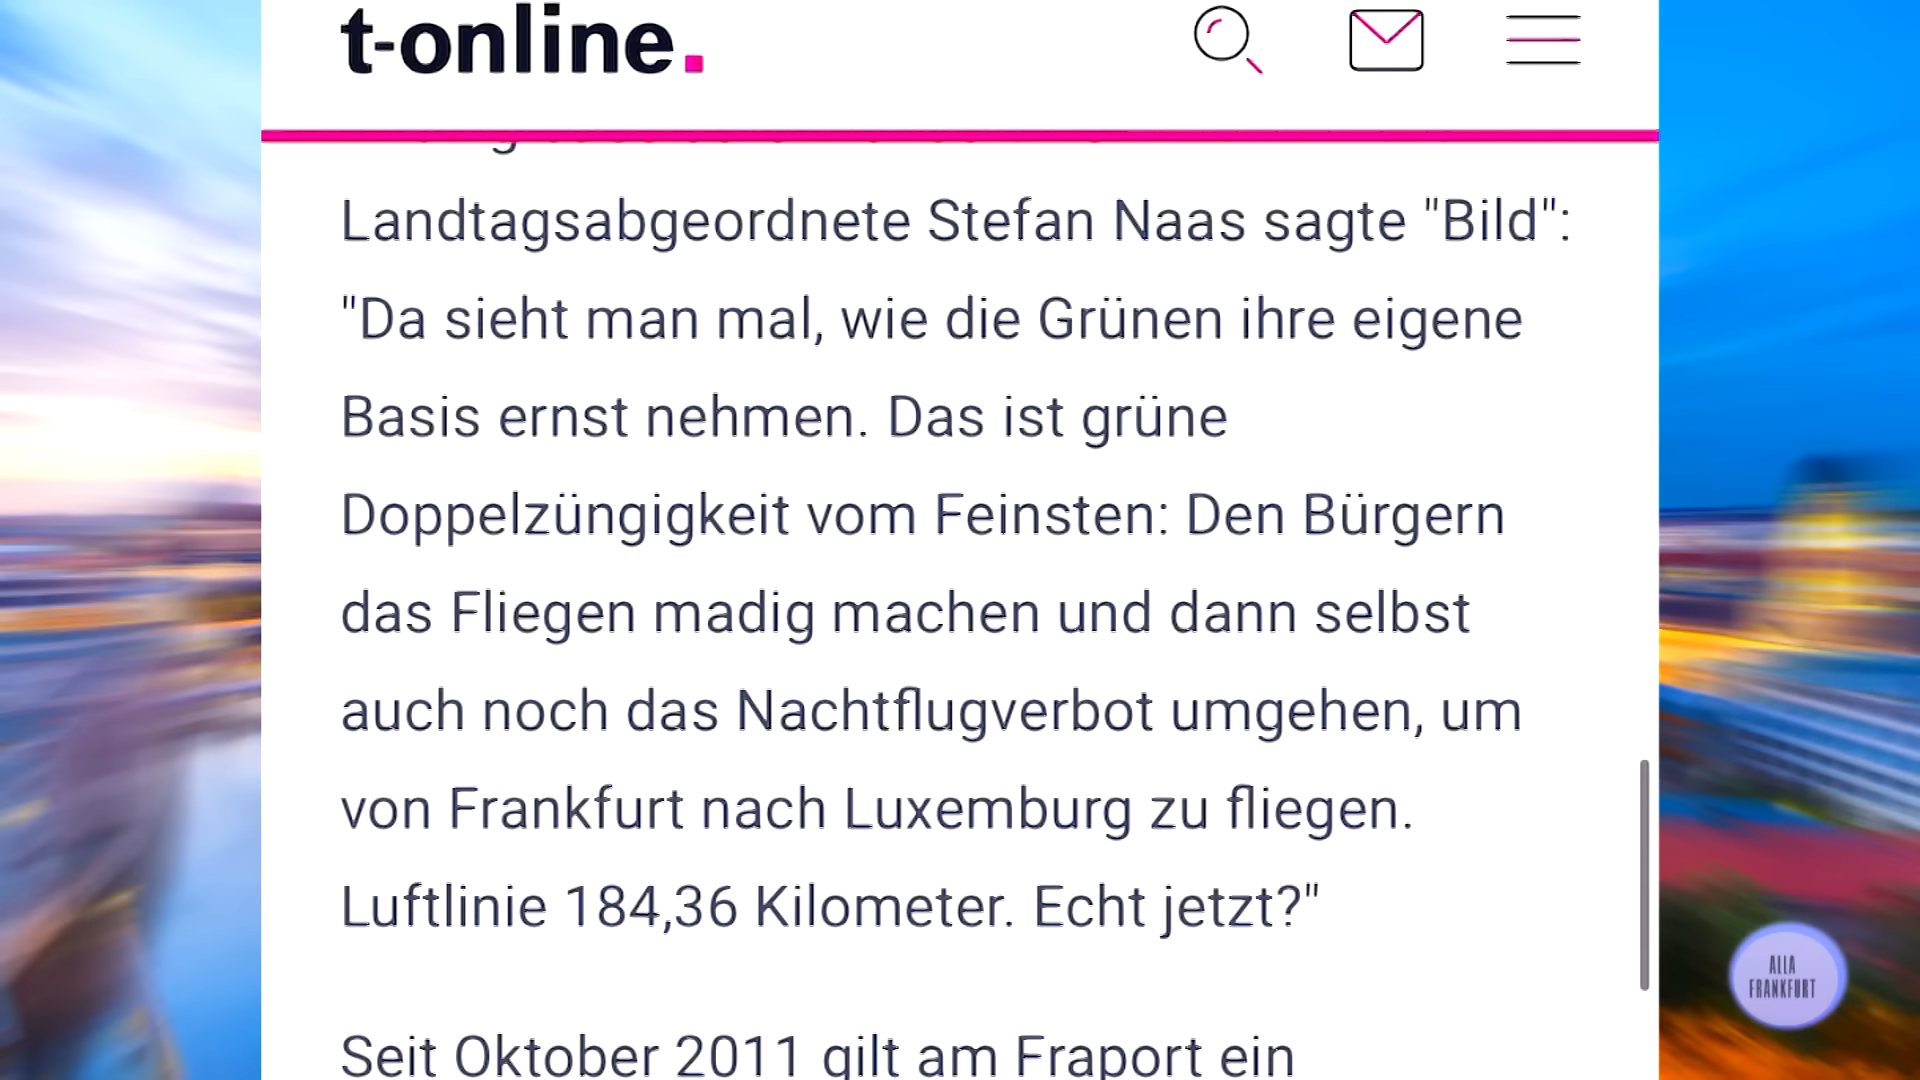 t-online.
Landtagsabgeordnete Stefan Naas sagte "Bild":
"Da sieht man mal, wie die Grünen ihre eigene
Basis ernst nehmen. Das ist grüne
Doppelzüngigkeit vom Feinsten: Den Bürgern
das Fliegen madig machen und dann selbst
auch noch das Nachtflugverbot umgehen, um
von Frankfurt nach Luxemburg zu fliegen.
Luftlinie 184,36 Kilometer. Echt jetzt?"
Seit Oktober 2011 gilt am Fraport ein
ALLA
FRANKFURT